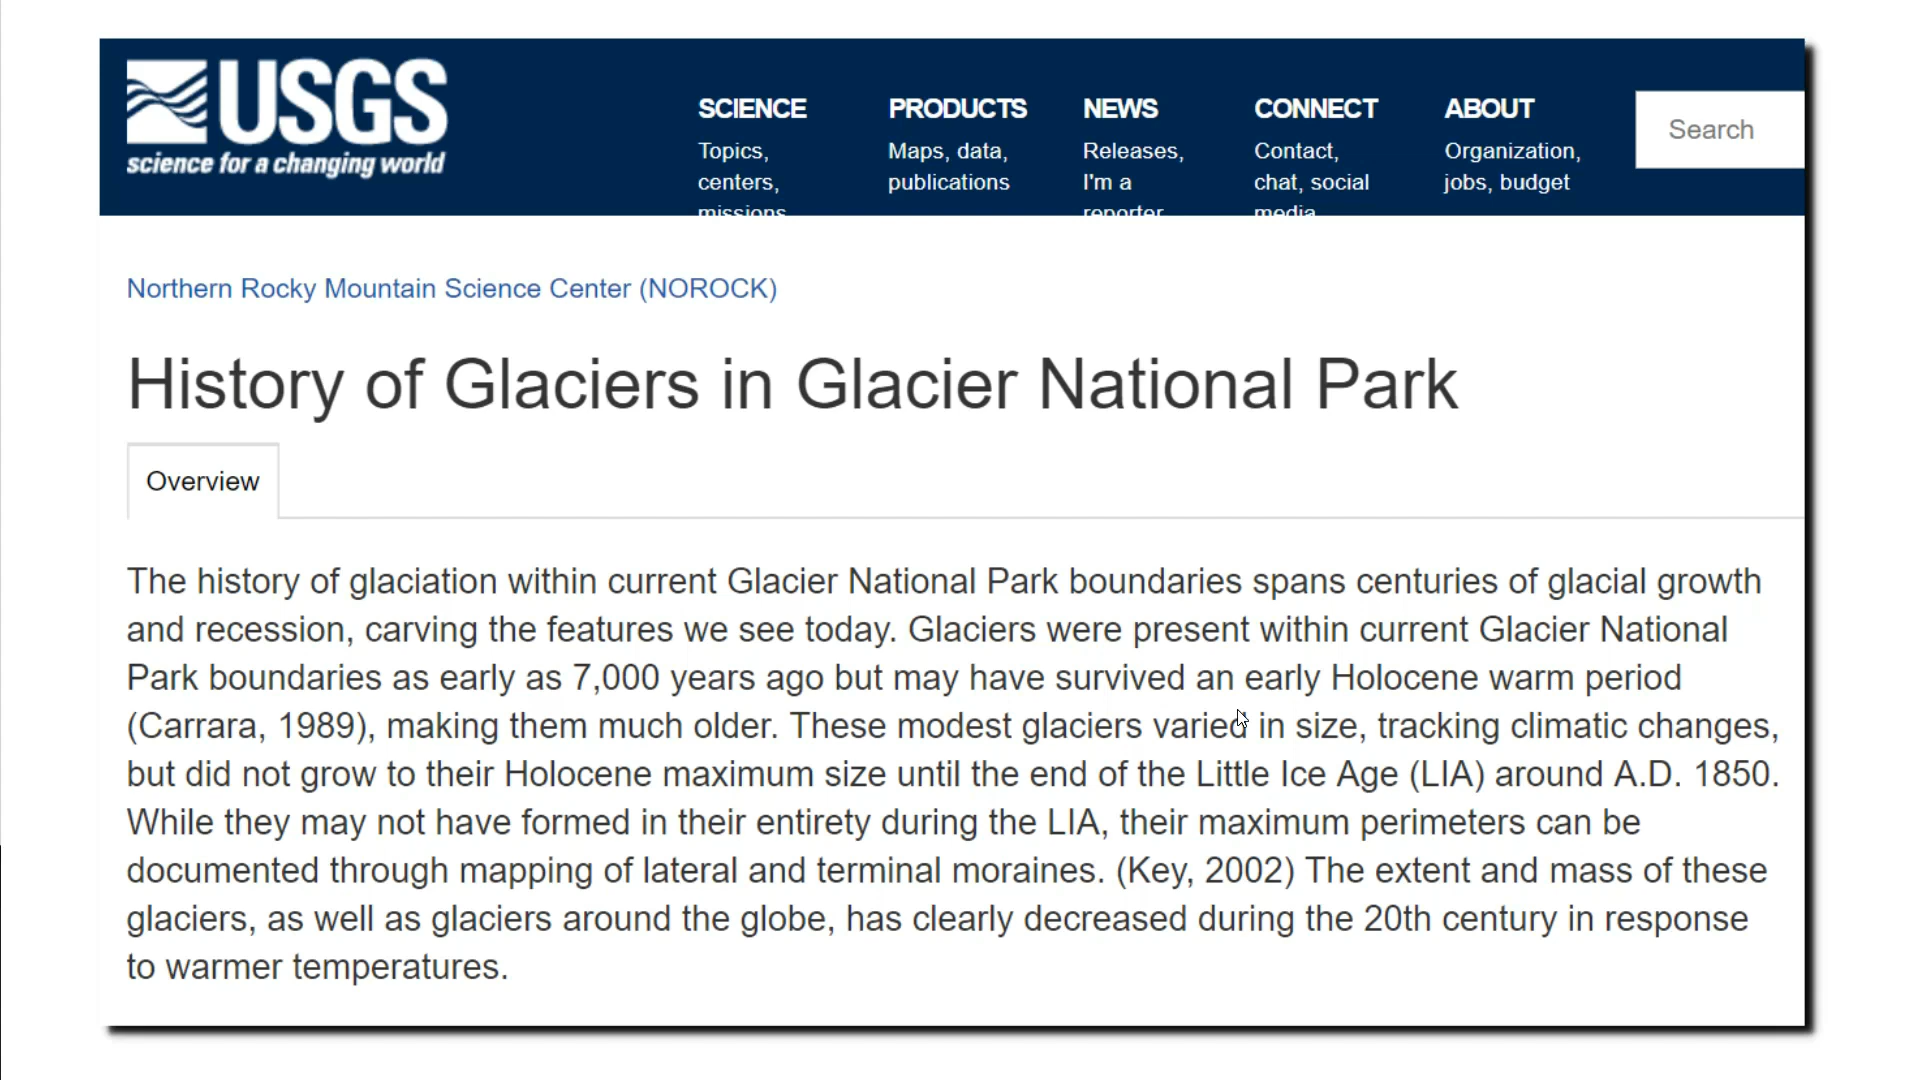 USGS
science for a changing world
SCIENCE
Topics,
centers,
missions
PRODUCTS
Maps, data,
publications
NEWS
Releases,
I'm a
reporter
CONNECT
Contact,
chat, social
media
ABOUT
Organization,
jobs, budget
Search
Northern Rocky Mountain Science Center (NOROCK)
History of Glaciers in Glacier National Park
Overview
The history of glaciation within current Glacier National Park boundaries spans centuries of glacial growth
and recession, carving the features we see today. Glaciers were present within current Glacier National
Park boundaries as early as 7,000 years ago but may have survived an early Holocene warm period
(Carrara, 1989), making them much older. These modest glaciers varied in size, tracking climatic changes,
but did not grow to their Holocene maximum size until the end of the Little Ice Age (LIA) around A.D. 1850.
While they may not have formed in their entirety during the LIA, their maximum perimeters can be
documented through mapping of lateral and terminal moraines. (Key, 2002) The extent and mass of these
glaciers, as well as glaciers around the globe, has clearly decreased during the 20th century in response
to warmer temperatures.